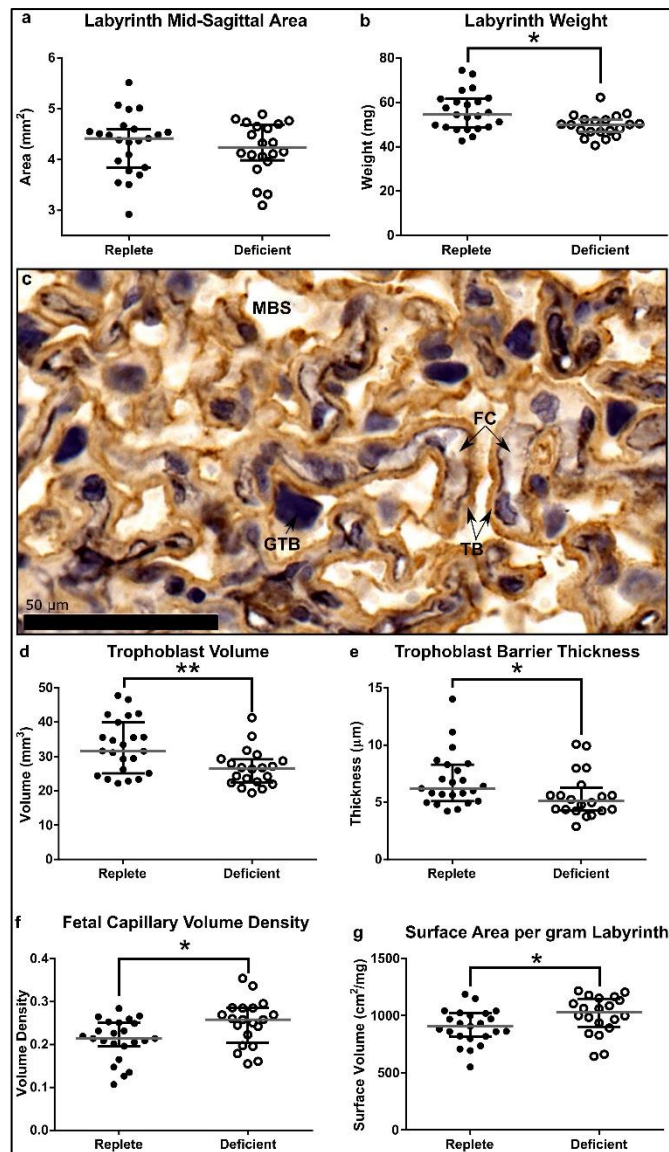 a Labyrinth Mid-Sagittal Area
6
5
4
3
Area (mm²)
Replete Deficient
b Labyrinth Weight
*
80
60
40
20
0
Weight (mg)
Replete Deficient
c
MBS
FC
GTB
TB
50 µm
d Trophoblast Volume
**
50
40
30
20
10
0
Volume (mm³)
Replete Deficient
e Trophoblast Barrier Thickness
*
15
10
5
0
Thickness (µm)
Replete Deficient
f Fetal Capillary Volume Density
*
0.4
0.3
0.2
0.1
0.0
Volume Density
Replete Deficient
g Surface Area per gram Labyrinth
*
1500
1000
500
0
Surface Volume (cm²/mg)
Replete Deficient